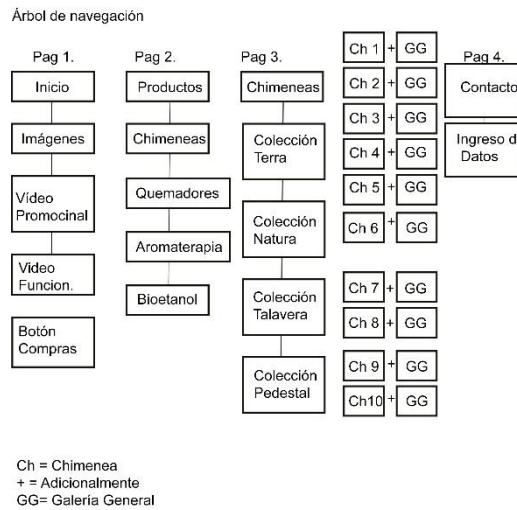 Árbol de navegación
Pag 1.
Inicio
Imágenes
Vídeo
Promocinal
Video
Funcion.
Botón
Compras
Pag 2.
Productos
Chimeneas
Quemadores
Aromaterapia
Bioetanol
Pag 3.
Chimeneas
Colección
Terra
Colección
Natura
Colección
Talavera
Colección
Pedestal
Ch 1 + GG
Ch 2 + GG
Ch 3 + GG
Ch 4 + GG
Ch 5 + GG
Ch 6 + GG
Ch 7 + GG
Ch 8 + GG
Ch 9 + GG
Ch10 + GG
Pag 4.
Contacto
Ingreso d
Datos
Ch = Chimenea
+ = Adicionalmente
GG= Galería General